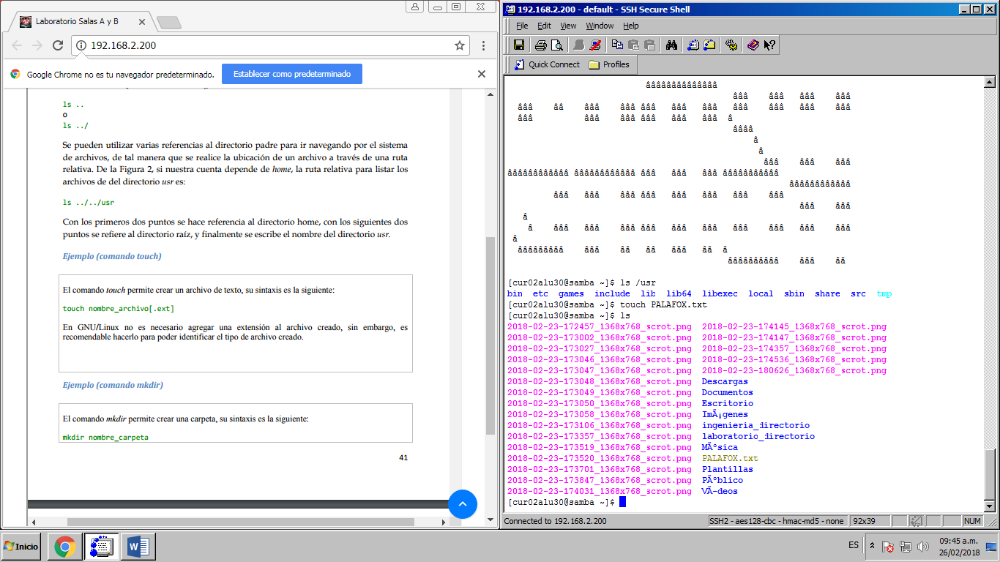 Laboratorio Salas A y B
192.168.2.200
Google Chrome no es tu navegador predeterminado.
Establecer como predeterminado
ls ..
o
ls ../
Se pueden utilizar varias referencias al directorio padre para ir navegando por el sistema
de archivos, de tal manera que se realice la ubicación de un archivo a través de una ruta
relativa. De la Figura 2, si nuestra cuenta depende de home, la ruta relativa para listar los
archivos de del directorio usr es:
ls ../../usr
Con los primeros dos puntos se hace referencia al directorio home, con los siguientes dos
puntos se refiere al directorio raíz, y finalmente se escribe el nombre del directorio usr.
Ejemplo (comando touch)
El comando touch permite crear un archivo de texto, su sintaxis es la siguiente:
touch nombre_archivo[.ext]
En GNU/Linux no es necesario agregar una extensión al archivo creado, sin embargo, es
recomendable hacerlo para poder identificar el tipo de archivo creado.
Ejemplo (comando mkdir)
El comando mkdir permite crear una carpeta, su sintaxis es la siguiente:
mkdir nombre_carpeta
41
192.168.2.200 - default - SSH Secure Shell
File Edit View Window Help
Quick Connect Profiles
âââââââââââââ
âââ âââ âââ âââ
âââ ââ âââ âââ âââ âââ âââ âââ âââ âââ âââ
âââ âââ âââ âââ âââ âââ â
ââââ
â
â
âââ âââ âââ
ââââââââââââ ââââââââââââ âââ âââ âââ âââââââââââ
ââââââââââââ
âââ âââ âââ âââ âââ âââ âââ âââ
âââ âââ
â
â âââ âââ âââ âââ âââ âââ âââ âââ âââ
â
âââââââââ âââ ââ ââ âââ ââ â
ââââââââââ âââ ââ
[cur02alu30@samba ~]$ ls /usr
bin etc games include lib lib64 libexec local sbin share src tmp
[cur02alu30@samba ~]$ touch PALAFOX.txt
[cur02alu30@samba ~]$ ls
2018-02-23-172457_1368x768_scrot.png 2018-02-23-174145_1368x768_scrot.png
2018-02-23-173002_1368x768_scrot.png 2018-02-23-174147_1368x768_scrot.png
2018-02-23-173027_1368x768_scrot.png 2018-02-23-174357_1368x768_scrot.png
2018-02-23-173046_1368x768_scrot.png 2018-02-23-174536_1368x768_scrot.png
2018-02-23-173047_1368x768_scrot.png 2018-02-23-180626_1368x768_scrot.png
2018-02-23-173048_1368x768_scrot.png Descargas
2018-02-23-173049_1368x768_scrot.png Documentos
2018-02-23-173050_1368x768_scrot.png Escritorio
2018-02-23-173058_1368x768_scrot.png ImÃ¡genes
2018-02-23-173106_1368x768_scrot.png ingenieria_directorio
2018-02-23-173357_1368x768_scrot.png laboratorio_directorio
2018-02-23-173519_1368x768_scrot.png MÃºsica
2018-02-23-173520_1368x768_scrot.png PALAFOX.txt
2018-02-23-173701_1368x768_scrot.png Plantillas
2018-02-23-173847_1368x768_scrot.png PÃºblico
2018-02-23-174031_1368x768_scrot.png VÃ-deos
[cur02alu30@samba ~]$
Connected to 192.168.2.200 SSH2 - aes128-cbc - hmac-md5 - none 92x39 NUM
Inicio
ES
09:45 a.m.
26/02/2018